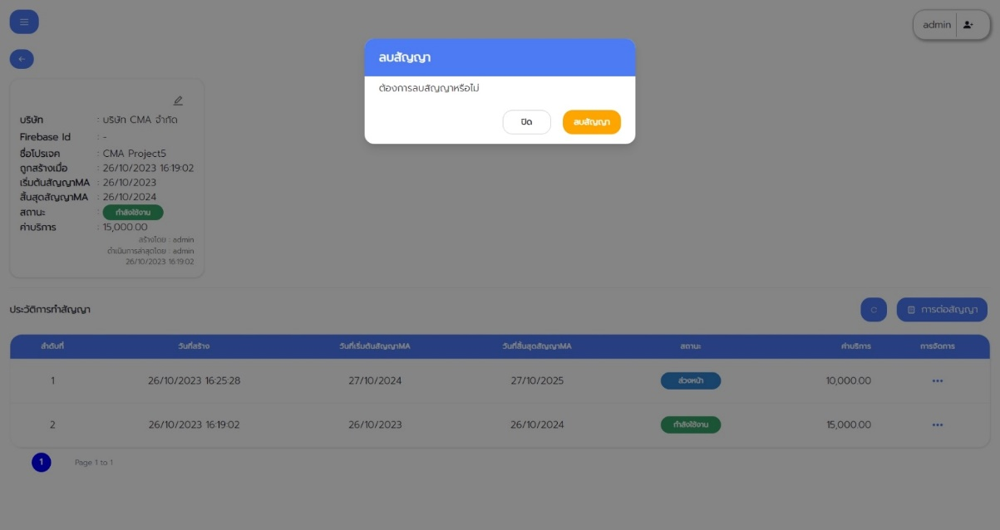 admin
ลบสัญญา
ต้องการลบสัญญาหรือไม่
ปิด ลบสัญญา
บริษัท : บริษัท CMA จำกัด
Firebase Id : -
ชื่อโปรเจค : CMA Project5
ถูกสร้างเมื่อ : 26/10/2023 16:19:02
เริ่มต้นสัญญาMA : 26/10/2023
สิ้นสุดสัญญาMA : 26/10/2024
สถานะ : กำลังใช้งาน
ค่าบริการ : 15,000.00
สร้างโดย : admin
ดำเนินการล่าสุดโดย : admin
26/10/2023 16:19:02
ประวัติการทำสัญญา การต่อสัญญา
ลำดับที่ วันที่สร้าง วันที่เริ่มต้นสัญญาMA วันที่สิ้นสุดสัญญาMA สถานะ ค่าบริการ การจัดการ
1 26/10/2023 16:25:28 27/10/2024 27/10/2025 ล่วงหน้า 10,000.00
2 26/10/2023 16:19:02 26/10/2023 26/10/2024 กำลังใช้งาน 15,000.00
1 Page 1 to 1